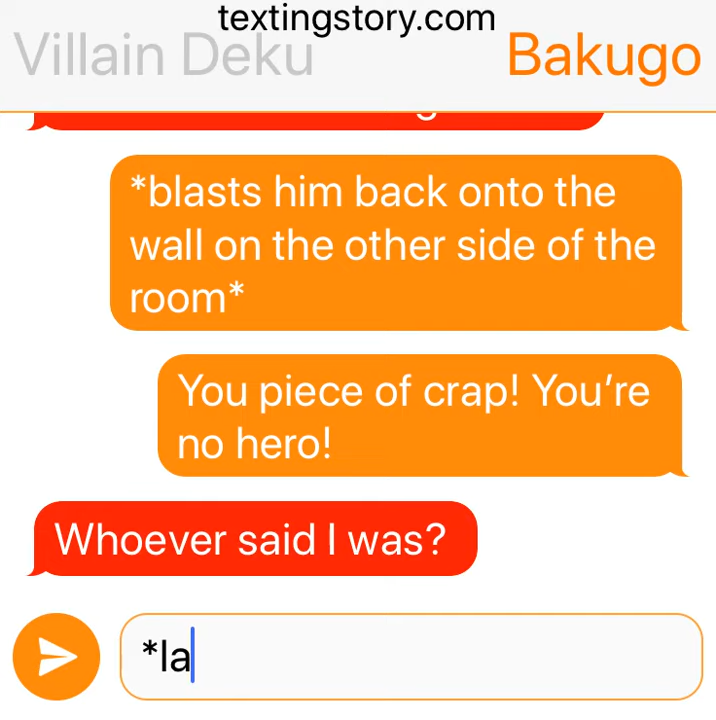 textingstory.com
Villain Deku
Bakugo
*blasts him back onto the
wall on the other side of the
room*
You piece of crap! You’re
no hero!
Whoever said I was?
*la